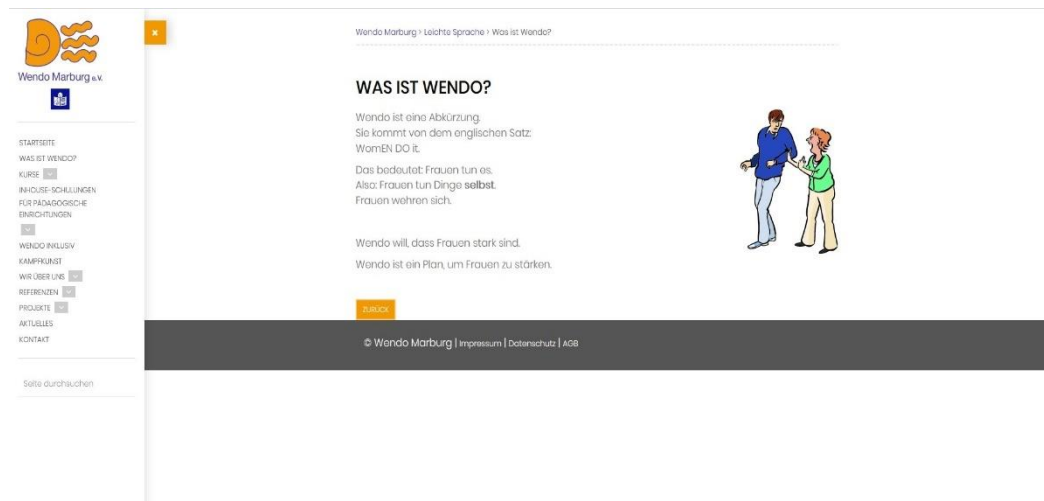 Wendo Marburg e.V.
STARTSEITE
WAS IST WENDO?
KURSE
INHOUSE-SCHULUNGEN
FÜR PÄDAGOGISCHE
EINRICHTUNGEN
WENDO INKLUSIV
KAMPFKUNST
WIR ÜBER UNS
REFERENZEN
PROJEKTE
AKTUELLES
KONTAKT
Seite durchsuchen
×
Wendo Marburg > Leichte Sprache > Was ist Wendo?
WAS IST WENDO?
Wendo ist eine Abkürzung.
Sie kommt von dem englischen Satz:
WomEN DO it.
Das bedeutet: Frauen tun es.
Also: Frauen tun Dinge selbst.
Frauen wehren sich.
Wendo will, dass Frauen stark sind.
Wendo ist ein Plan, um Frauen zu stärken.
ZURÜCK
© Wendo Marburg | Impressum | Datenschutz | AGB